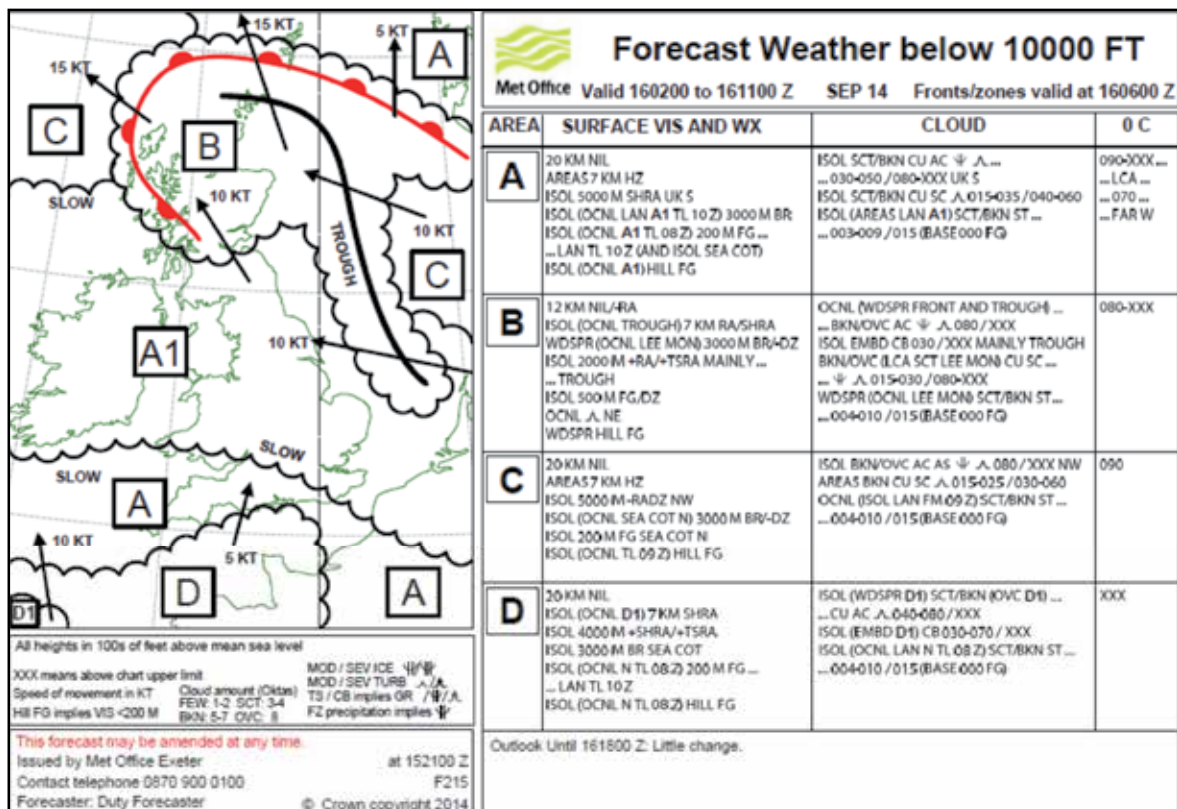 15 KT
5 KT
A
15 KT
C
B
SLOW
10 KT
TROUGH
10 KT
C
A1
10 KT
SLOW
SLOW
A
10 KT
5 KT
D
A
D1
All heights in 100s of feet above mean sea level
XXX means above chart upper limit
Speed of movement in KT
Hill FG implies VIS <200 M
Cloud amount (Oktas)
FEW: 1-2 SCT: 3-4
BKN: 5-7 OVC: 8
MOD / SEV ICE
MOD / SEV TURB
TS / CB implies GR
FZ precipitation implies
This forecast may be amended at any time.
Issued by Met Office Exeter at 152100 Z
Contact telephone 0870 900 0100 F215
Forecaster: Duty Forecaster © Crown copyright 2014
Met Office
Forecast Weather below 10000 FT
Valid 160200 to 161100 Z SEP 14 Fronts/zones valid at 160600 Z
AREA SURFACE VIS AND WX CLOUD 0 C
A
20 KM NIL
AREAS 7 KM HZ
ISOL 5000 M SHRA UK S
ISOL (OCNL LAN A1 TL 10 Z) 3000 M BR
ISOL (OCNL A1 TL 08 Z) 200 M FG ...
... LAN TL 10 Z (AND ISOL SEA COT)
ISOL (OCNL A1) HILL FG
ISOL SCT/BKN CU AC ...
... 030-050 / 080-XXX UK S
ISOL SCT/BKN CU SC 015-035 / 040-060
ISOL (AREAS LAN A1) SCT/BKN ST ...
... 003-009 / 015 (BASE 000 FG)
090-XXX ...
... LCA ...
... 070 ...
... FAR W
B
12 KM NIL/-RA
ISOL (OCNL TROUGH) 7 KM RA/SHRA
WDSPR (OCNL LEE MON) 3000 M BR/-DZ
ISOL 2000 M +RA/+TSRA MAINLY ...
... TROUGH
ISOL 500 M FG/DZ
OCNL NE
WDSPR HILL FG
OCNL (WDSPR FRONT AND TROUGH) ...
... BKN/OVC AC 080 / XXX
ISOL EMBD CB 030 / XXX MAINLY TROUGH
BKN/OVC (LCA SCT LEE MON) CU SC ...
... 015-030 / 080-XXX
WDSPR (OCNL LEE MON) SCT/BKN ST ...
... 004-010 / 015 (BASE 000 FG)
080-XXX
C
20 KM NIL
AREAS 7 KM HZ
ISOL 5000 M -RADZ NW
ISOL (OCNL SEA COT N) 3000 M BR/-DZ
ISOL 200 M FG SEA COT N
ISOL (OCNL TL 09 Z) HILL FG
ISOL BKN/OVC AC AS 080 / XXX NW
AREAS BKN CU SC 015-025 / 030-060
OCNL (ISOL LAN FM 09 Z) SCT/BKN ST ...
... 004-010 / 015 (BASE 000 FG)
090
D
20 KM NIL
ISOL (OCNL D1) 7 KM SHRA
ISOL 4000 M +SHRA/+TSRA
ISOL 3000 M BR SEA COT
ISOL (OCNL N TL 08 Z) 200 M FG ...
... LAN TL 10 Z
ISOL (OCNL N TL 08 Z) HILL FG
ISOL (WDSPR D1) SCT/BKN (OVC D1) ...
... CU AC 040-080 / XXX
ISOL (EMBD D1) CB 030-070 / XXX
ISOL (OCNL LAN N TL 08 Z) SCT/BKN ST ...
... 004-010 / 015 (BASE 000 FG)
XXX
Outlook Until 161800 Z: Little change.